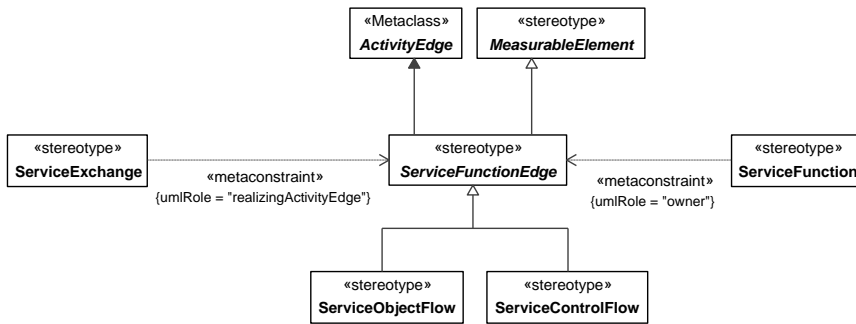 «Metaclass»
ActivityEdge
«stereotype»
MeasurableElement
«stereotype»
ServiceExchange
«stereotype»
ServiceFunctionEdge
«stereotype»
ServiceFunction
«metaconstraint»
{umlRole = "realizingActivityEdge"}
«metaconstraint»
{umlRole = "owner"}
«stereotype»
ServiceObjectFlow
«stereotype»
ServiceControlFlow